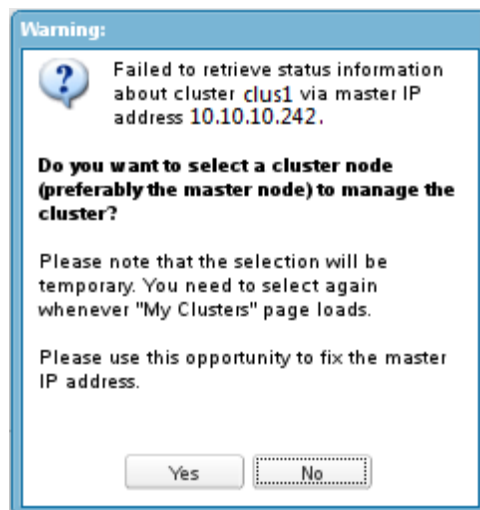 Warning:
Failed to retrieve status information
about cluster clus1 via master IP
address 10.10.10.242.
Do you want to select a cluster node
(preferably the master node) to manage the
cluster?
Please note that the selection will be
temporary. You need to select again
whenever "My Clusters" page loads.
Please use this opportunity to fix the master
IP address.
Yes
No